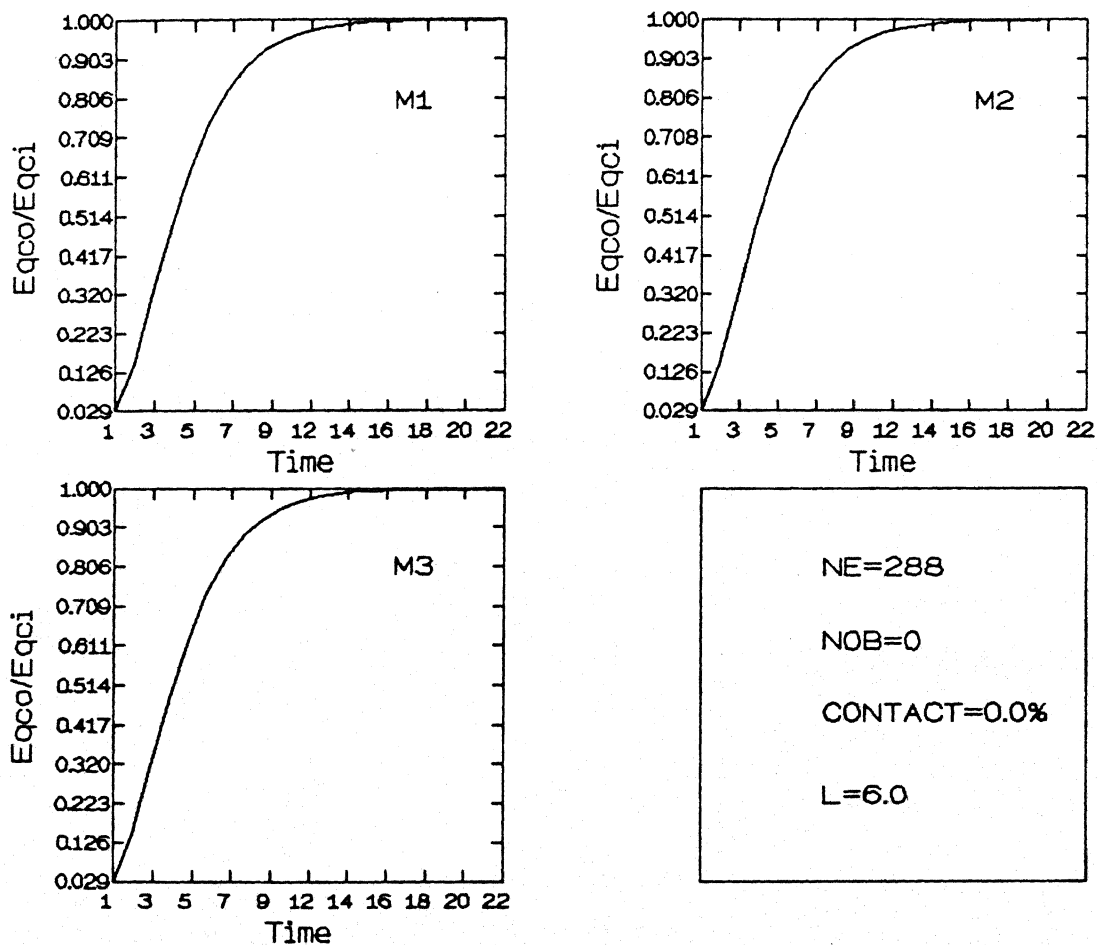 1.000
0.903
0.806
0.709
0.611
0.514
0.417
0.320
0.223
0.126
0.029
Eqco/Eqci
M1
1 3 5 7 9 12 14 16 18 20 22
Time
1.000
0.903
0.806
0.708
0.611
0.514
0.417
0.320
0.223
0.126
0.029
Eqco/Eqci
M2
1 3 5 7 9 12 14 16 18 20 22
Time
1.000
0.903
0.806
0.709
0.611
0.514
0.417
0.320
0.223
0.126
0.029
Eqco/Eqci
M3
1 3 5 7 9 12 14 16 18 20 22
Time
NE=288
NOB=0
CONTACT=0.0%
L=6.0